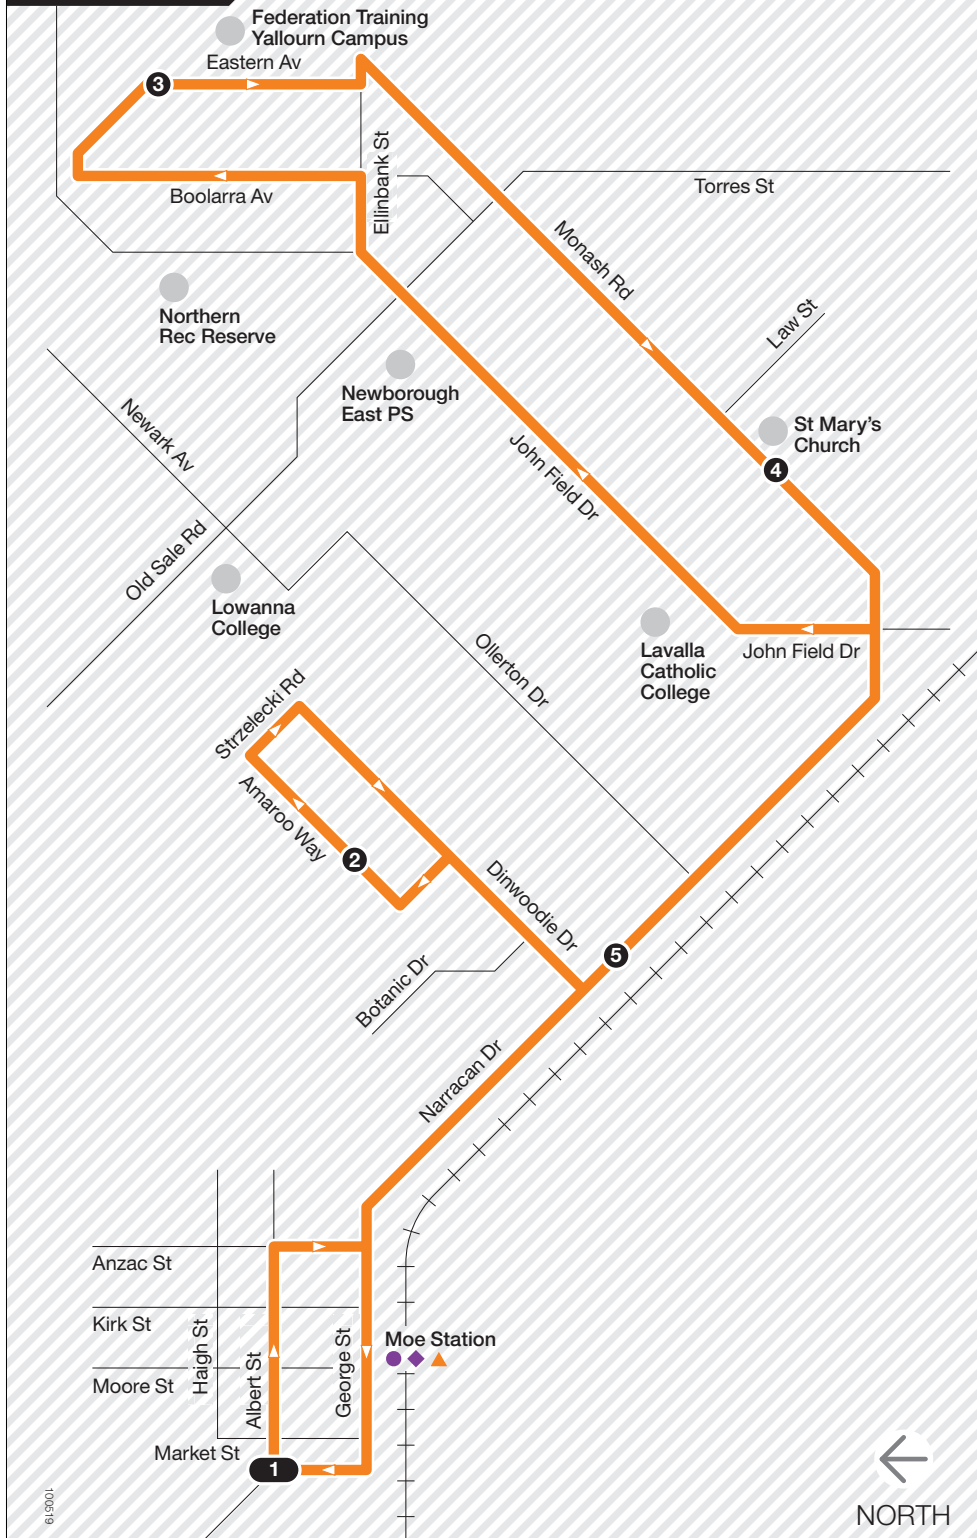 Federation Training
Yallourn Campus
Eastern Av
3
Ellinbank St
Boolarra Av
Torres St
Monash Rd
Northern
Rec Reserve
Law St
Newborough
East PS
Newark Av
St Mary's
Church
4
John Field Dr
Old Sale Rd
Lowanna
College
Lavalla
Catholic
College
John Field Dr
Ollerton Dr
Strzelecki Rd
Amaroo Way
2
Dinwoodie Dr
5
Botanic Dr
Narracan Dr
Anzac St
Kirk St
Haigh St
Albert St
George St
Moe Station
Moore St
Market St
1
100519
NORTH